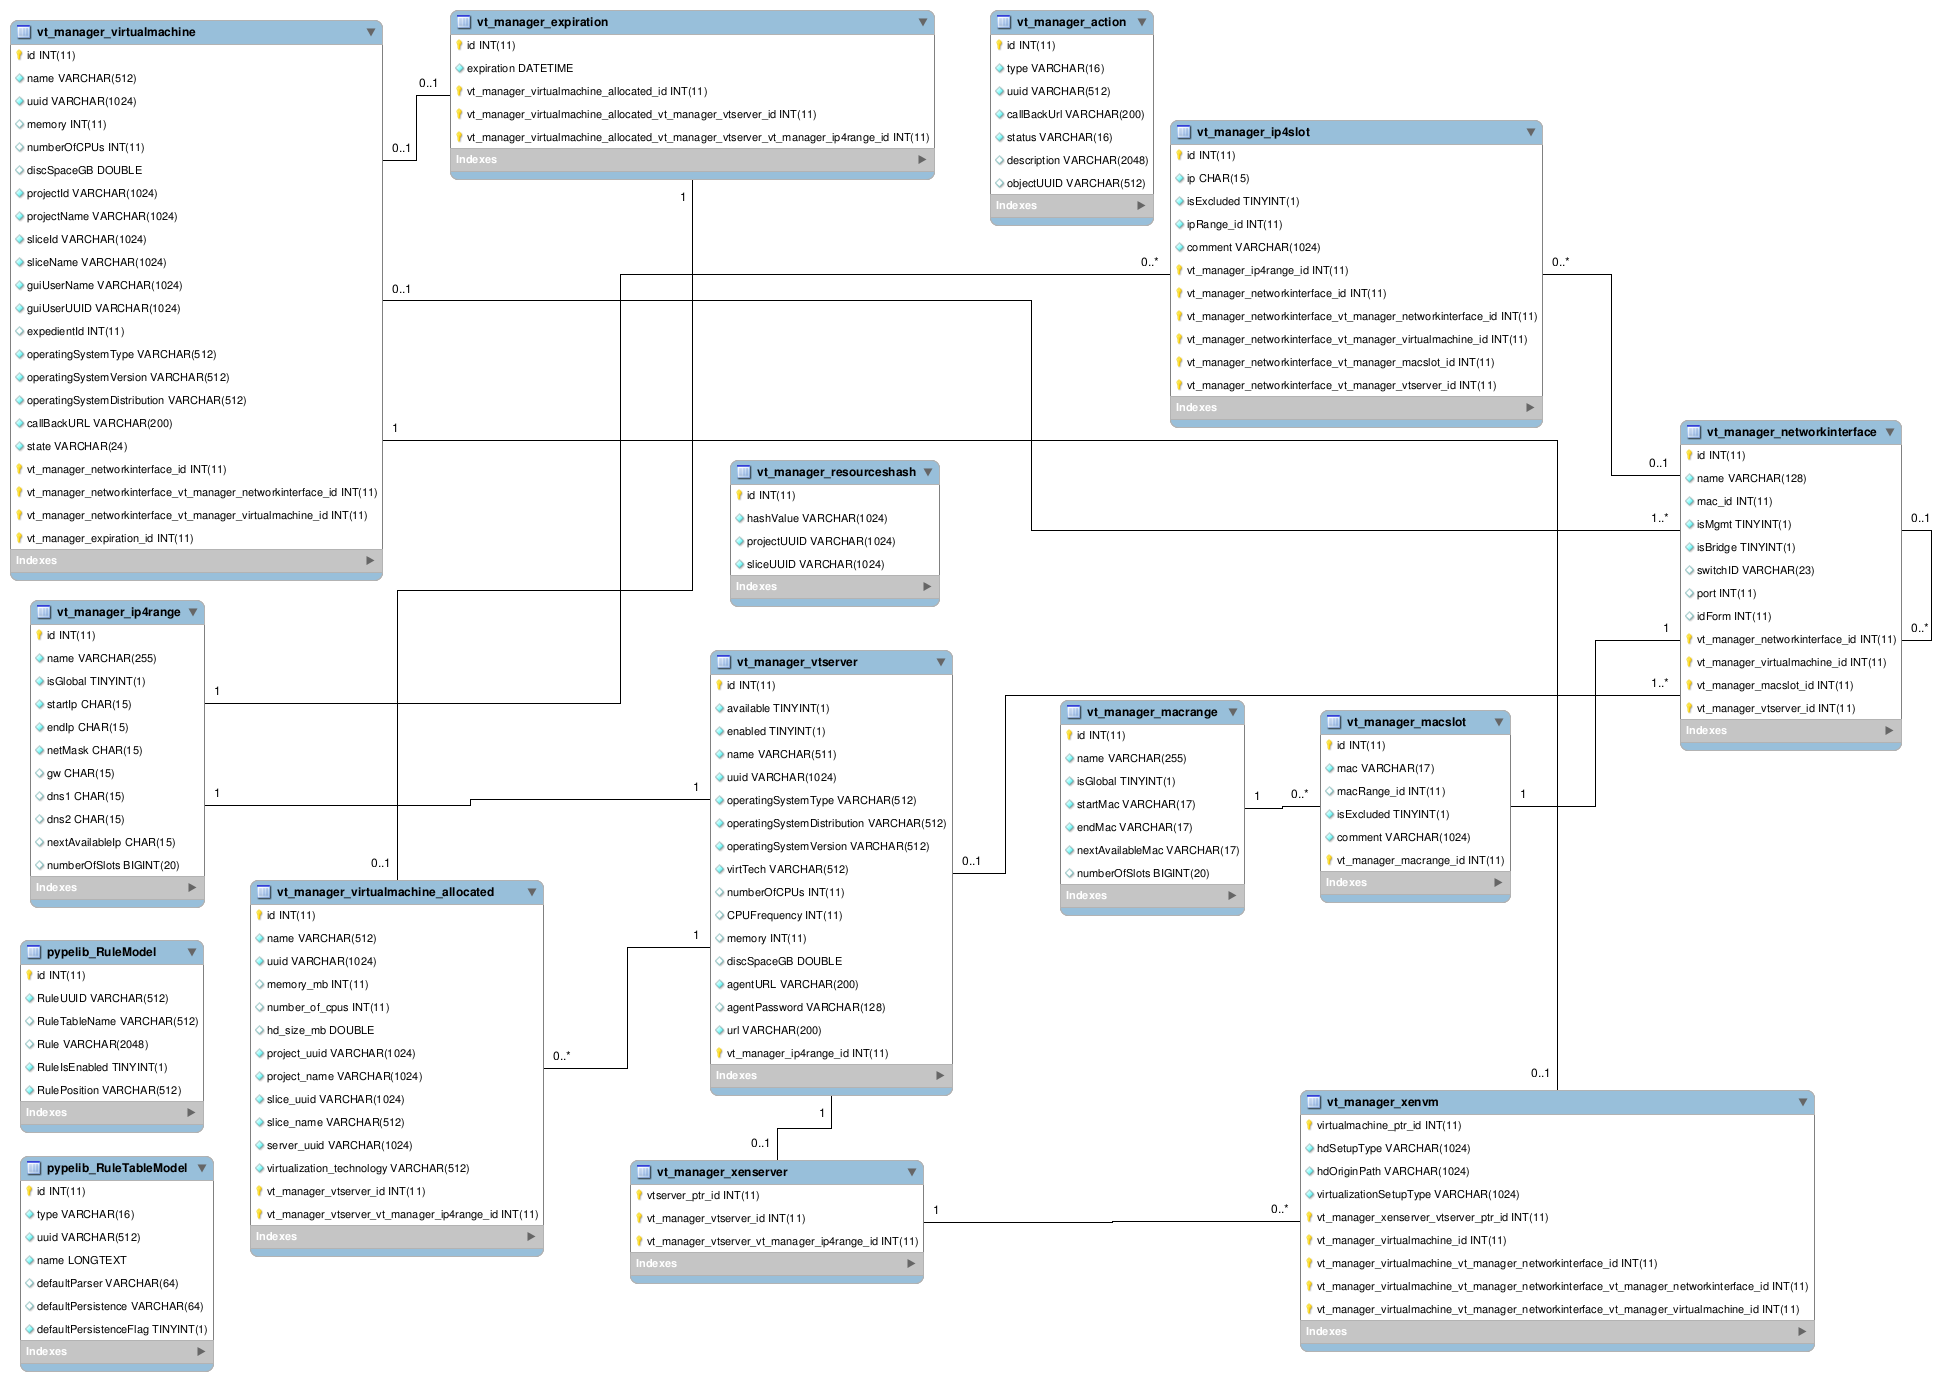 vt_manager_virtualmachine
id INT(11)
name VARCHAR(512)
uuid VARCHAR(1024)
memory INT(11)
numberOfCPUs INT(11)
discSpaceGB DOUBLE
projectId VARCHAR(1024)
projectName VARCHAR(1024)
sliceId VARCHAR(1024)
sliceName VARCHAR(1024)
guiUserName VARCHAR(1024)
guiUserUUID VARCHAR(1024)
expedientId INT(11)
operatingSystemType VARCHAR(512)
operatingSystemVersion VARCHAR(512)
operatingSystemDistribution VARCHAR(512)
callBackURL VARCHAR(200)
state VARCHAR(24)
vt_manager_networkinterface_id INT(11)
vt_manager_networkinterface_vt_manager_networkinterface_id INT(11)
vt_manager_networkinterface_vt_manager_virtualmachine_id INT(11)
vt_manager_expiration_id INT(11)
Indexes
0..1
0..1
0..1
1
vt_manager_expiration
id INT(11)
expiration DATETIME
vt_manager_virtualmachine_allocated_id INT(11)
vt_manager_virtualmachine_allocated_vt_manager_vtserver_id INT(11)
vt_manager_virtualmachine_allocated_vt_manager_vtserver_vt_manager_ip4range_id INT(11)
Indexes
1
vt_manager_action
id INT(11)
type VARCHAR(16)
uuid VARCHAR(512)
callBackUrl VARCHAR(200)
status VARCHAR(16)
description VARCHAR(2048)
objectUUID VARCHAR(512)
Indexes
vt_manager_ip4slot
id INT(11)
ip CHAR(15)
isExcluded TINYINT(1)
ipRange_id INT(11)
comment VARCHAR(1024)
vt_manager_ip4range_id INT(11)
vt_manager_networkinterface_id INT(11)
vt_manager_networkinterface_vt_manager_networkinterface_id INT(11)
vt_manager_networkinterface_vt_manager_virtualmachine_id INT(11)
vt_manager_networkinterface_vt_manager_macslot_id INT(11)
vt_manager_networkinterface_vt_manager_vtserver_id INT(11)
Indexes
0..*
0..*
vt_manager_networkinterface
id INT(11)
name VARCHAR(128)
mac_id INT(11)
isMgmt TINYINT(1)
isBridge TINYINT(1)
switchID VARCHAR(23)
port INT(11)
idForm INT(11)
vt_manager_networkinterface_id INT(11)
vt_manager_virtualmachine_id INT(11)
vt_manager_macslot_id INT(11)
vt_manager_vtserver_id INT(11)
Indexes
0..1
1..*
1
1..*
0..1
0..*
vt_manager_resourceshash
id INT(11)
hashValue VARCHAR(1024)
projectUUID VARCHAR(1024)
sliceUUID VARCHAR(1024)
Indexes
vt_manager_ip4range
id INT(11)
name VARCHAR(255)
isGlobal TINYINT(1)
startIp CHAR(15)
endIp CHAR(15)
netMask CHAR(15)
gw CHAR(15)
dns1 CHAR(15)
dns2 CHAR(15)
nextAvailableIp CHAR(15)
numberOfSlots BIGINT(20)
Indexes
1
1
vt_manager_vtserver
id INT(11)
available TINYINT(1)
enabled TINYINT(1)
name VARCHAR(511)
uuid VARCHAR(1024)
operatingSystemType VARCHAR(512)
operatingSystemDistribution VARCHAR(512)
operatingSystemVersion VARCHAR(512)
virtTech VARCHAR(512)
numberOfCPUs INT(11)
CPUFrequency INT(11)
memory INT(11)
discSpaceGB DOUBLE
agentURL VARCHAR(200)
agentPassword VARCHAR(128)
url VARCHAR(200)
vt_manager_ip4range_id INT(11)
Indexes
1
1
0..1
1
vt_manager_macrange
id INT(11)
name VARCHAR(255)
isGlobal TINYINT(1)
startMac VARCHAR(17)
endMac VARCHAR(17)
nextAvailableMac VARCHAR(17)
numberOfSlots BIGINT(20)
Indexes
1
0..*
vt_manager_macslot
id INT(11)
mac VARCHAR(17)
macRange_id INT(11)
isExcluded TINYINT(1)
comment VARCHAR(1024)
vt_manager_macrange_id INT(11)
Indexes
1
0..1
vt_manager_virtualmachine_allocated
id INT(11)
name VARCHAR(512)
uuid VARCHAR(1024)
memory_mb INT(11)
number_of_cpus INT(11)
hd_size_mb DOUBLE
project_uuid VARCHAR(1024)
project_name VARCHAR(1024)
slice_uuid VARCHAR(1024)
slice_name VARCHAR(512)
server_uuid VARCHAR(1024)
virtualization_technology VARCHAR(512)
vt_manager_vtserver_id INT(11)
vt_manager_vtserver_vt_manager_ip4range_id INT(11)
Indexes
0..*
pypelib_RuleModel
id INT(11)
RuleUUID VARCHAR(512)
RuleTableName VARCHAR(512)
Rule VARCHAR(2048)
RuleIsEnabled TINYINT(1)
RulePosition VARCHAR(512)
Indexes
pypelib_RuleTableModel
id INT(11)
type VARCHAR(16)
uuid VARCHAR(512)
name LONGTEXT
defaultParser VARCHAR(64)
defaultPersistence VARCHAR(64)
defaultPersistenceFlag TINYINT(1)
Indexes
0..1
vt_manager_xenserver
vtserver_ptr_id INT(11)
vt_manager_vtserver_id INT(11)
vt_manager_vtserver_vt_manager_ip4range_id INT(11)
Indexes
1
0..*
0..1
vt_manager_xenvm
virtualmachine_ptr_id INT(11)
hdSetupType VARCHAR(1024)
hdOriginPath VARCHAR(1024)
virtualizationSetupType VARCHAR(1024)
vt_manager_xenserver_vtserver_ptr_id INT(11)
vt_manager_virtualmachine_id INT(11)
vt_manager_virtualmachine_vt_manager_networkinterface_id INT(11)
vt_manager_virtualmachine_vt_manager_networkinterface_vt_manager_networkinterface_id INT(11)
vt_manager_virtualmachine_vt_manager_networkinterface_vt_manager_virtualmachine_id INT(11)
Indexes